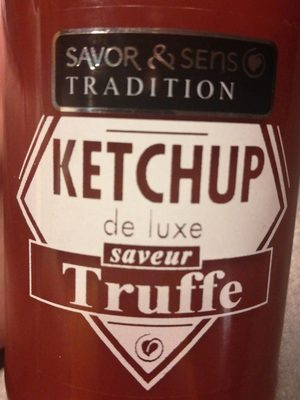 SAVOR & SENS
TRADITION
KETCHUP
de luxe
saveur
Truffe